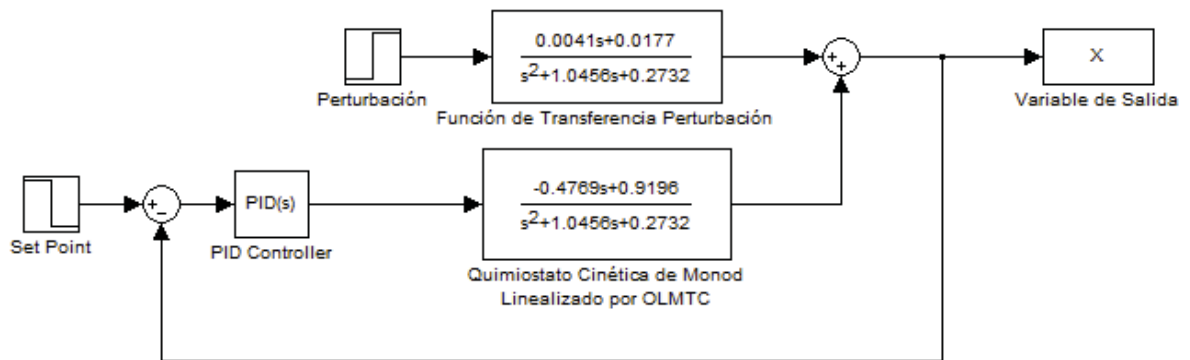 0.0041s+0.0177
s²+1.0456s+0.2732
Perturbación
Función de Transferencia Perturbación
+
+
X
Variable de Salida
Set Point
+
−
PID(s)
PID Controller
-0.4769s+0.9196
s²+1.0456s+0.2732
Quimiostato Cinética de Monod
Linealizado por OLMTC